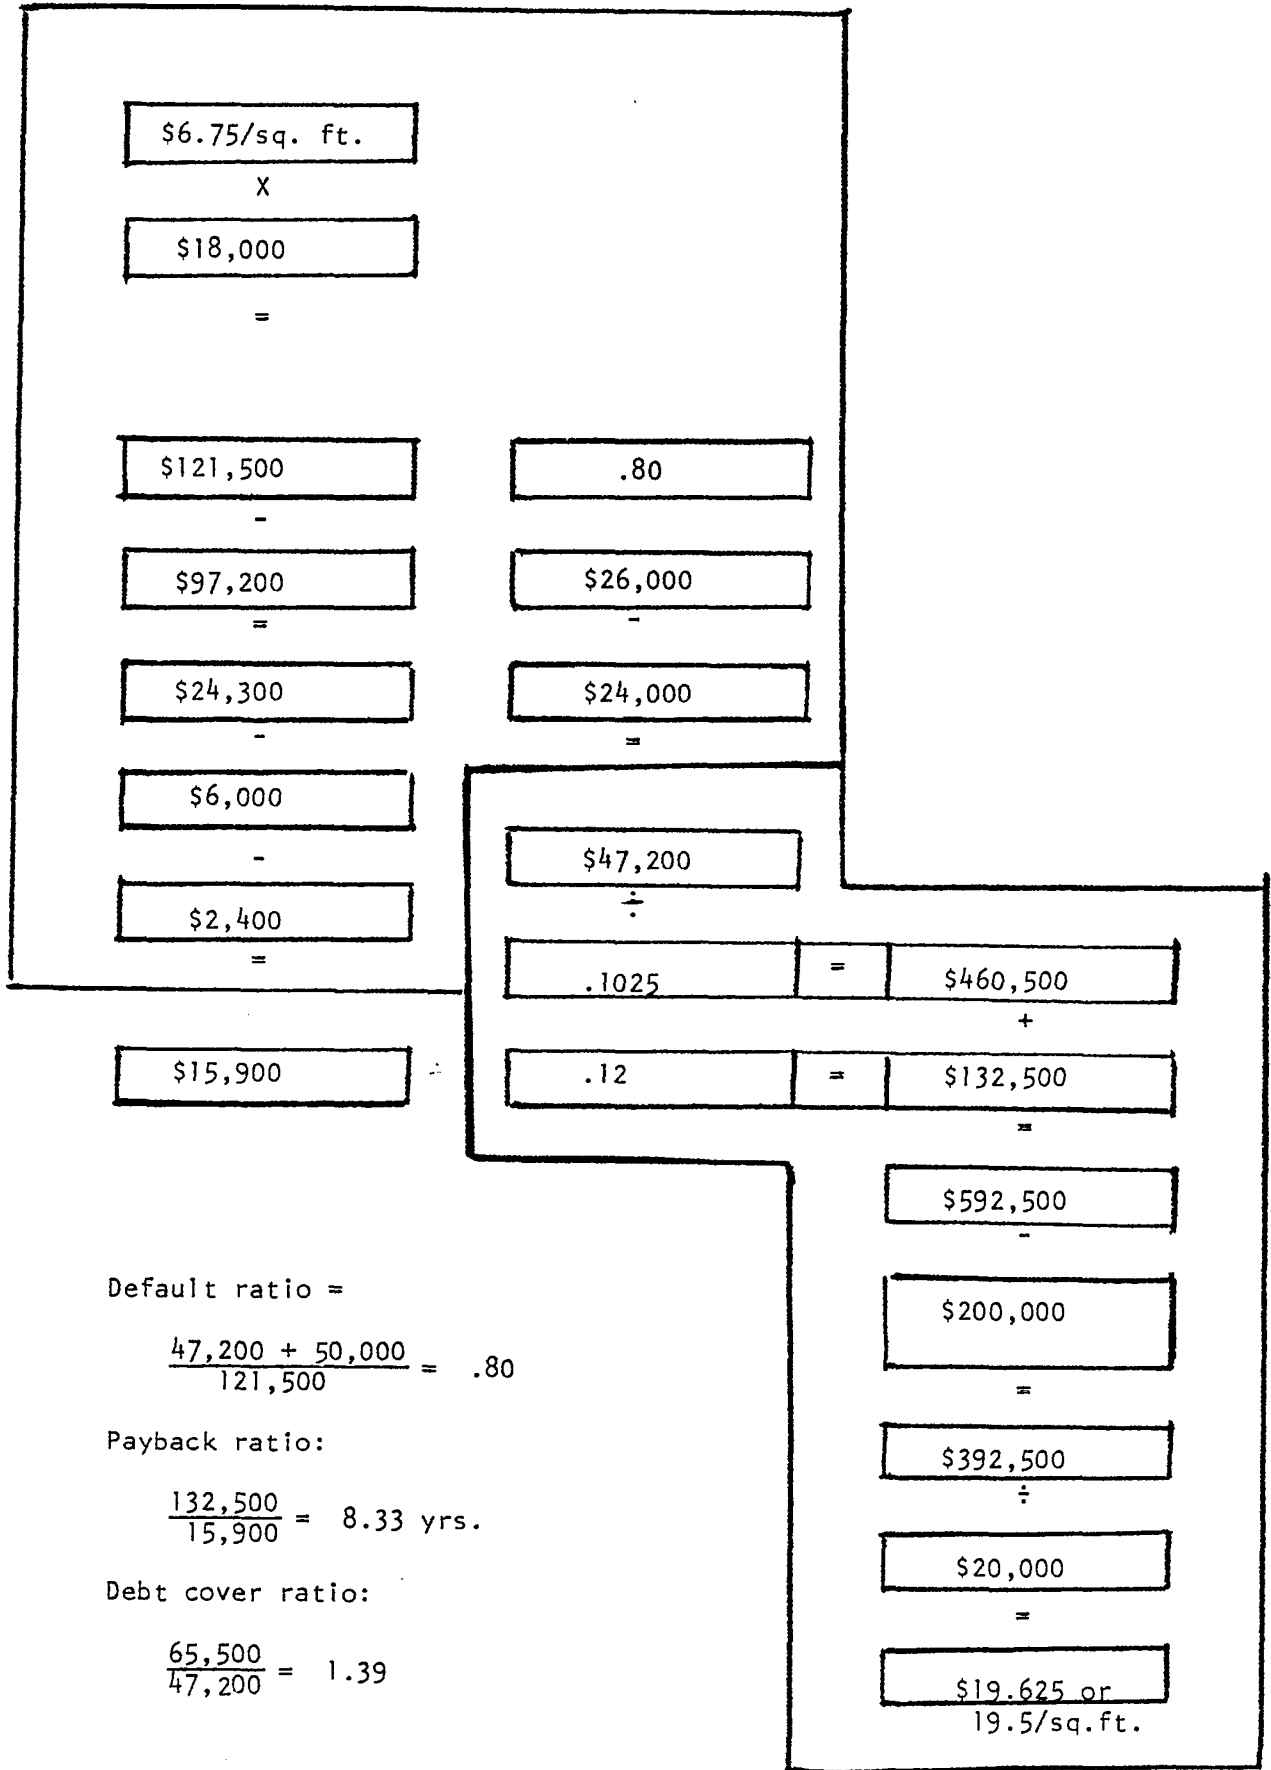 $6.75/sq. ft.
X
$18,000
=
$121,500 .80
-
$97,200 $26,000
= -
$24,300 $24,000
- =
$6,000
-
$47,200
÷
$2,400
=
.1025 = $460,500
+
$15,900 ÷ .12 = $132,500
=
$592,500
-
$200,000
=
$392,500
÷
$20,000
=
$19.625 or
19.5/sq.ft.
Default ratio =
47,200 + 50,000
121,500
= .80
Payback ratio:
132,500
15,900
= 8.33 yrs.
Debt cover ratio:
65,500
47,200
= 1.39